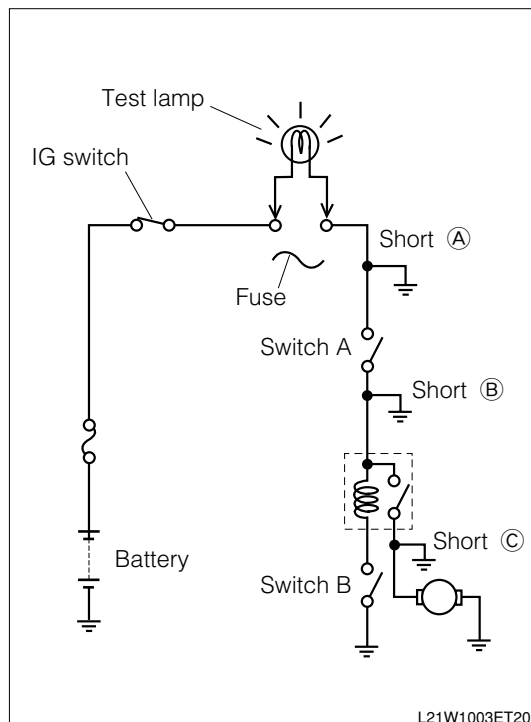 Test lamp
IG switch
Short Ⓐ
Fuse
Switch A
Short Ⓑ
Short Ⓒ
Battery
Switch B
L21W1003ET20